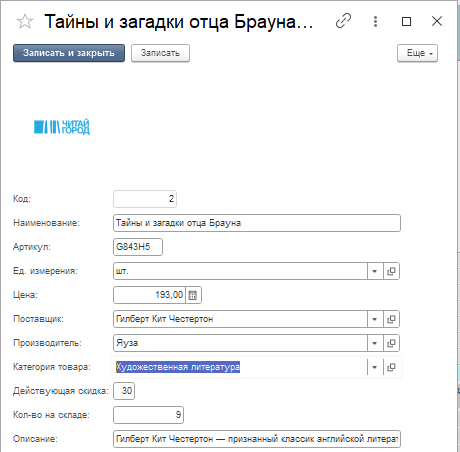 Тайны и загадки отца Брауна...
Записать и закрыть
Записать
Еще
ЧИТАЙ
ГОРОД
Код: 2
Наименование: Тайны и загадки отца Брауна
Артикул: G843H5
Ед. измерения: шт.
Цена: 193,00
Поставщик: Гилберт Кит Честертон
Производитель: Яуза
Категория товара: Художественная литература
Действующая скидка: 30
Кол-во на складе: 9
Описание: Гилберт Кит Честертон — признанный классик английской литерат